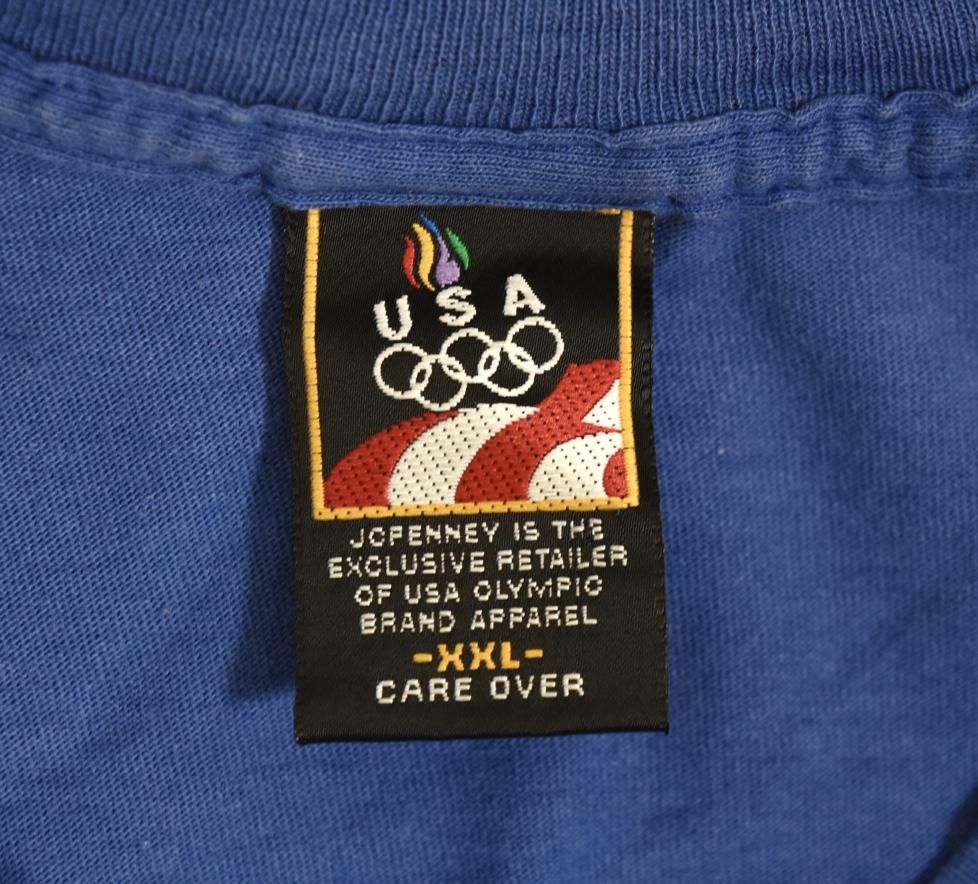 USA
JCPENNEY IS THE
EXCLUSIVE RETAILER
OF USA OLYMPIC
BRAND APPAREL
-XXL-
CARE OVER